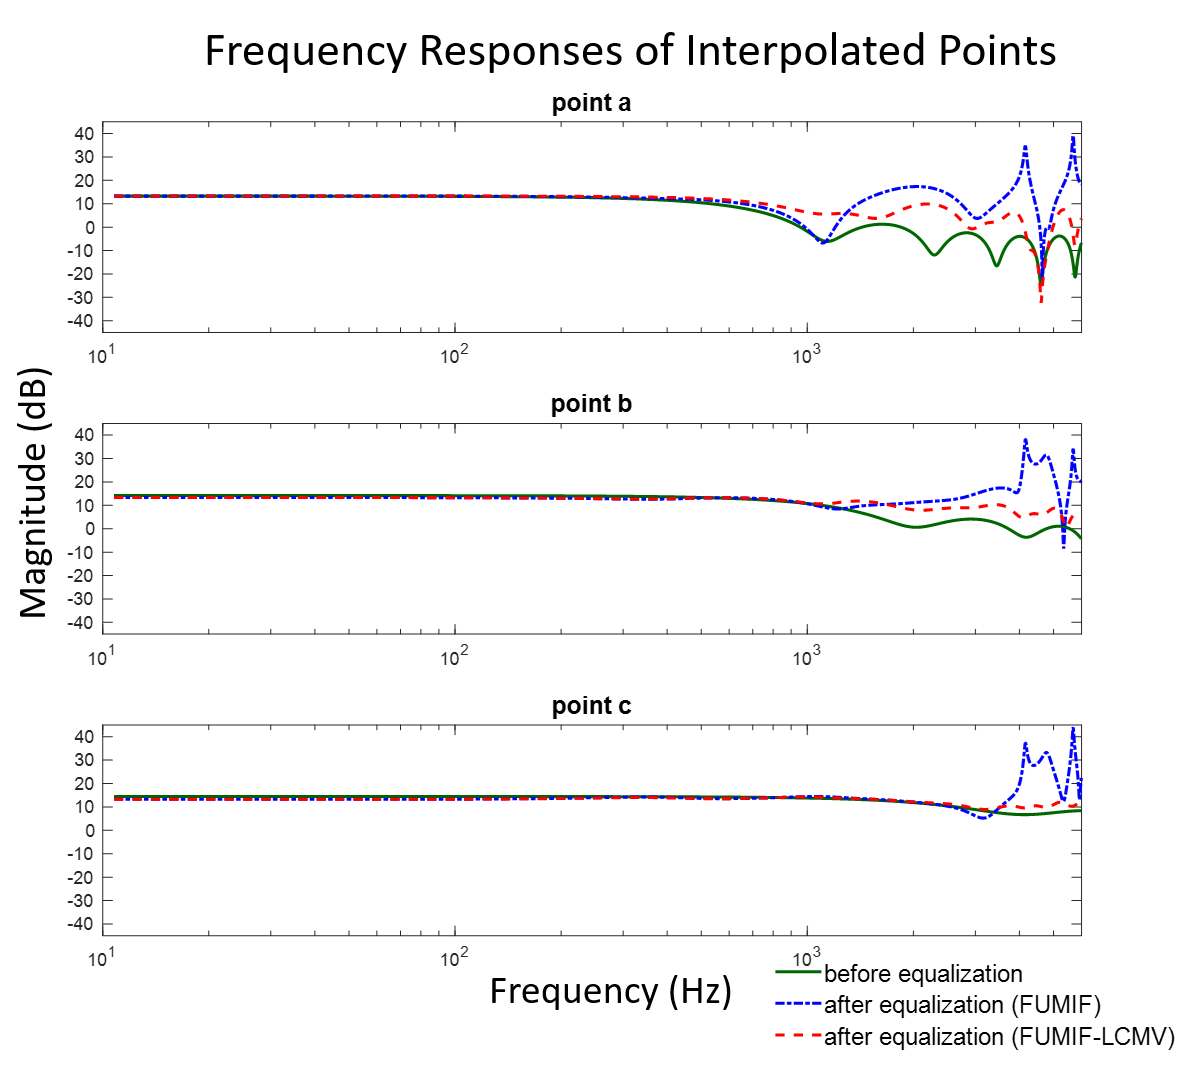 Frequency Responses of Interpolated Points
point a
40
30
20
10
0
-10
-20
-30
-40
10^1 10^2 10^3
point b
40
30
20
10
0
-10
-20
-30
-40
10^1 10^2 10^3
point c
40
30
20
10
0
-10
-20
-30
-40
10^1 10^2 10^3
Magnitude (dB)
Frequency (Hz)
before equalization
after equalization (FUMIF)
after equalization (FUMIF-LCMV)